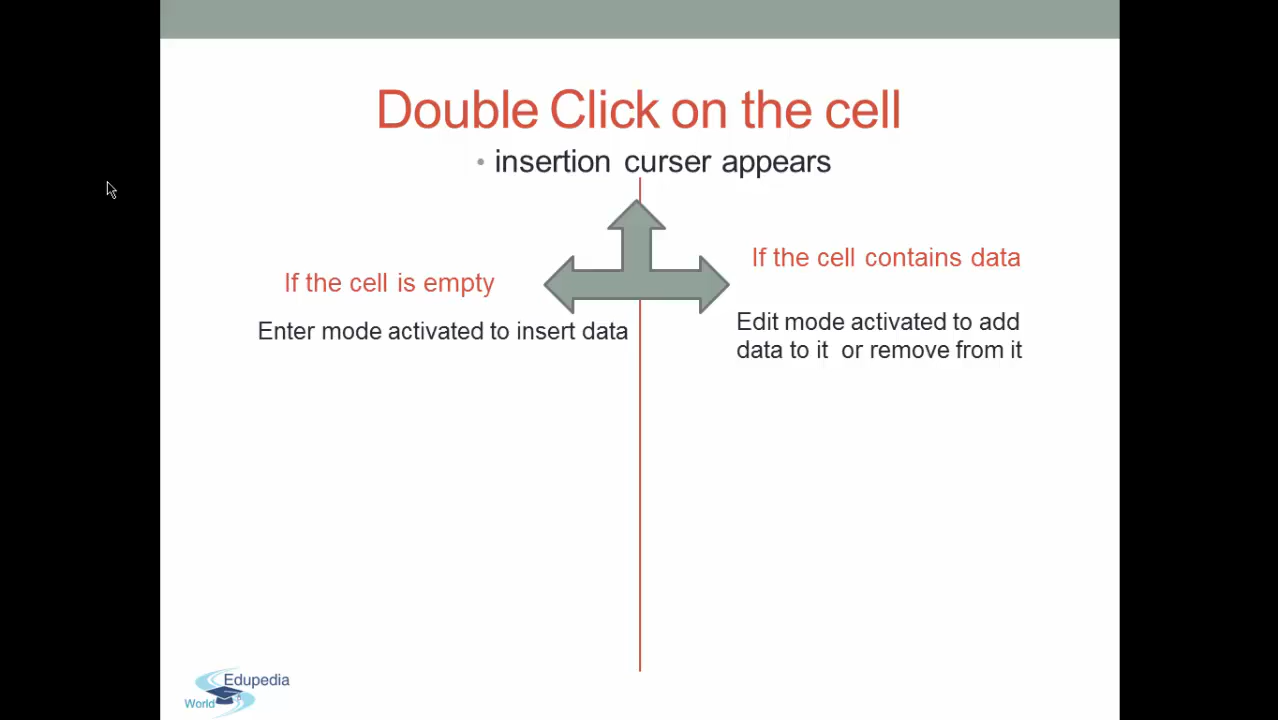 Double Click on the cell
• insertion curser appears
If the cell is empty
Enter mode activated to insert data
If the cell contains data
Edit mode activated to add
data to it or remove from it
Edupedia
World